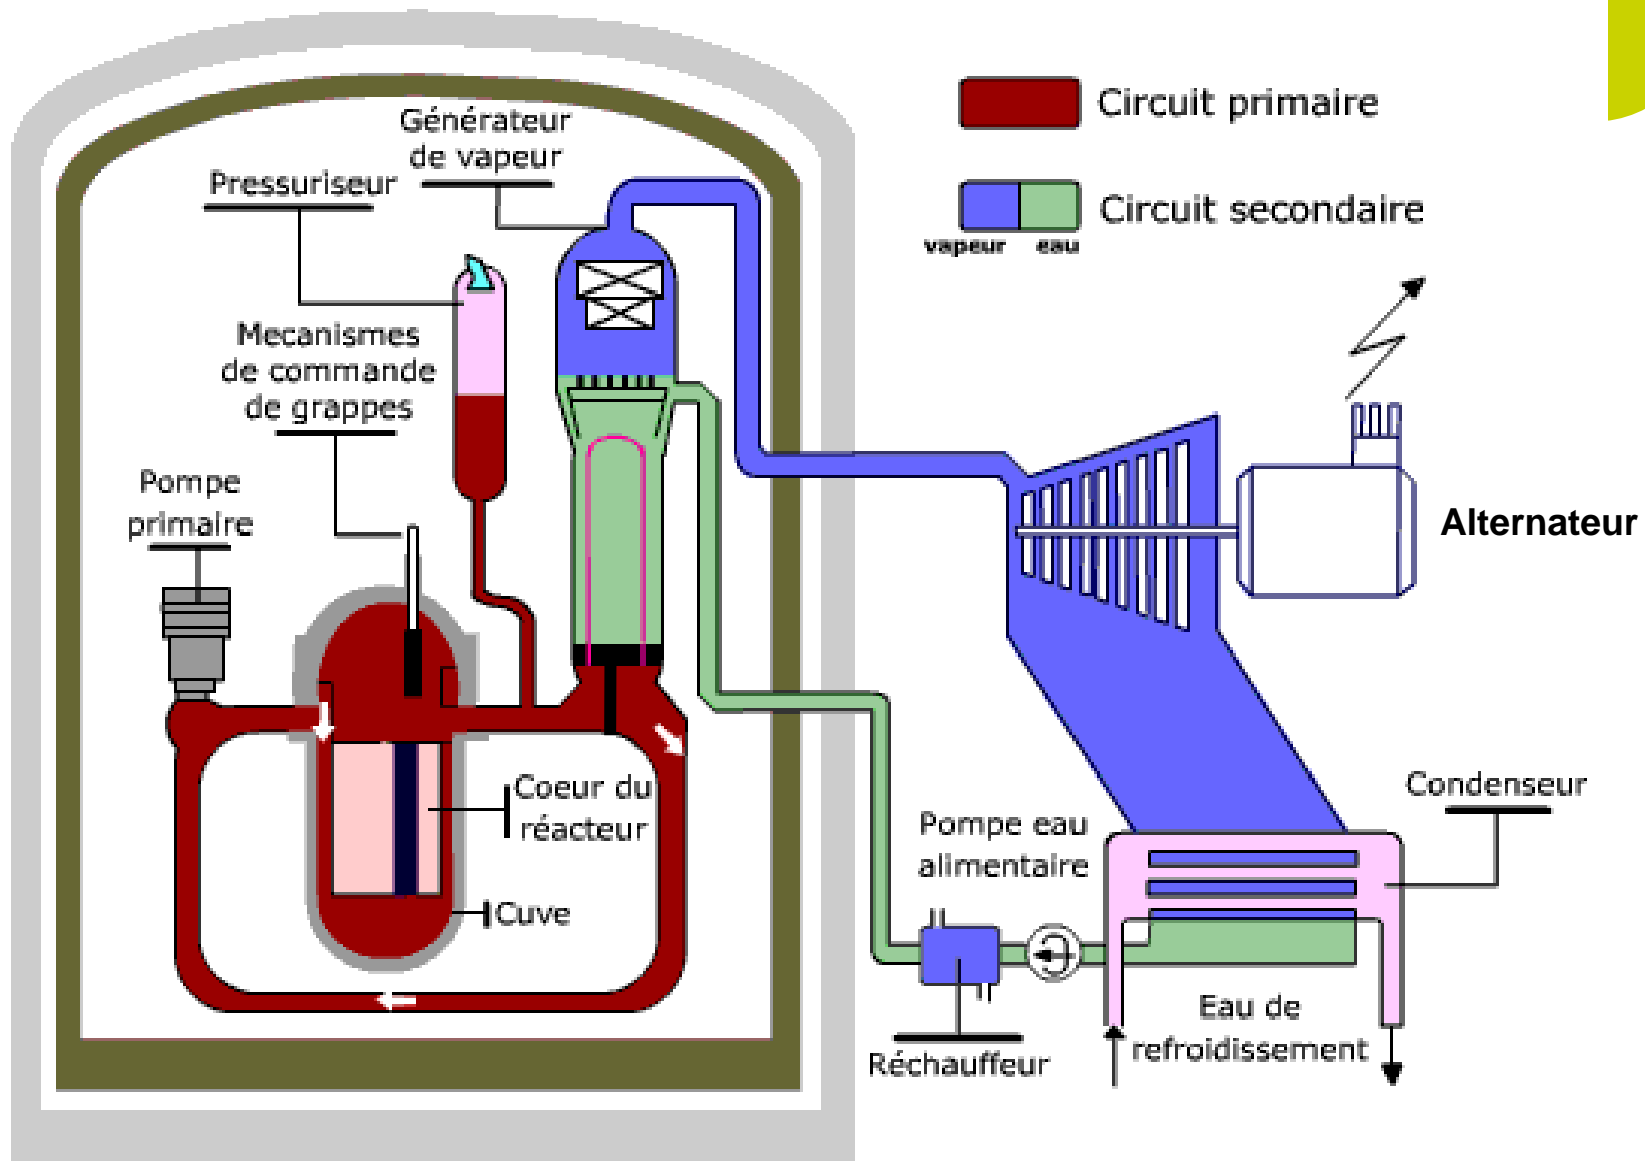 Circuit primaire
Circuit secondaire
vapeur eau
Générateur
de vapeur
Pressuriseur
Mecanismes
de commande
de grappes
Pompe
primaire
Coeur du
réacteur
Cuve
Alternateur
Condenseur
Pompe eau
alimentaire
Réchauffeur
Eau de
refroidissement